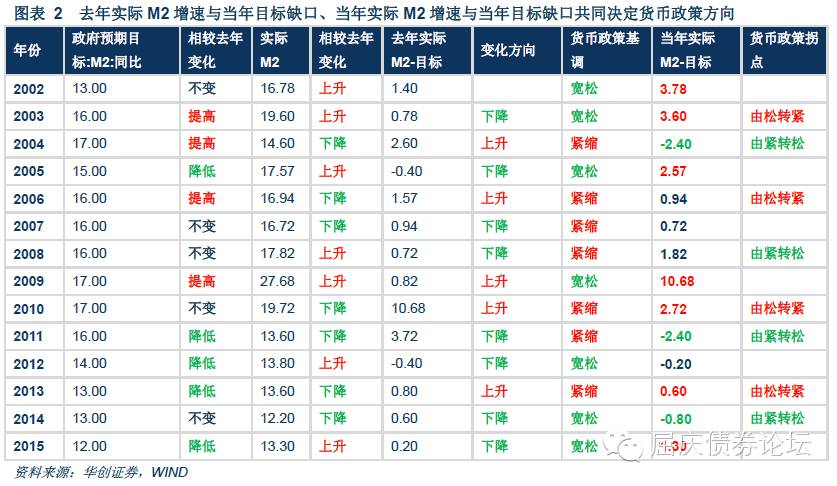 图表 2 去年实际 M2 增速与当年目标缺口、当年实际 M2 增速与当年目标缺口共同决定货币政策方向
年份 政府预期目标:M2:同比 相较去年变化 实际M2 相较去年变化 去年实际M2-目标 变化方向 货币政策基调 当年实际M2-目标 货币政策拐点
2002 13.00 不变 16.78 上升 1.40 宽松 3.78
2003 16.00 提高 19.60 上升 0.78 下降 宽松 3.60 由松转紧
2004 17.00 提高 14.60 下降 2.60 上升 紧缩 -2.40 由紧转松
2005 15.00 降低 17.57 上升 -0.40 下降 宽松 2.57
2006 16.00 提高 16.94 下降 1.57 上升 紧缩 0.94 由松转紧
2007 16.00 不变 16.72 下降 0.94 下降 紧缩 0.72
2008 16.00 不变 17.82 上升 0.72 下降 紧缩 1.82 由紧转松
2009 17.00 提高 27.68 上升 0.82 上升 宽松 10.68
2010 17.00 不变 19.72 下降 10.68 上升 紧缩 2.72 由松转紧
2011 16.00 降低 13.60 下降 3.72 下降 紧缩 -2.40 由紧转松
2012 14.00 降低 13.80 上升 -0.40 下降 宽松 -0.20
2013 13.00 降低 13.60 下降 0.80 上升 紧缩 0.60 由松转紧
2014 13.00 不变 12.20 下降 0.60 下降 宽松 -0.80 由紧转松
2015 12.00 降低 13.30 上升 0.20 下降 宽松 1.30
屈庆债券论坛
资料来源：华创证券，WIND